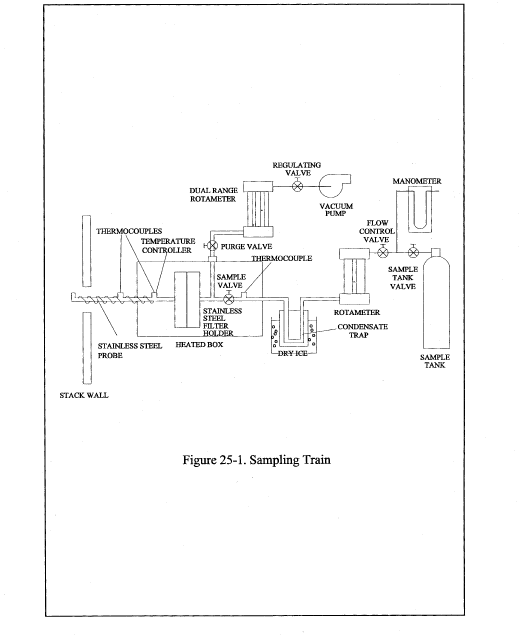 REGULATING
VALVE
DUAL RANGE
ROTAMETER
VACUUM
PUMP
MANOMETER
FLOW
CONTROL
VALVE
THERMOCOUPLES
TEMPERATURE
CONTROLLER
PURGE VALVE
THERMOCOUPLE
SAMPLE
VALVE
SAMPLE
TANK
VALVE
STAINLESS
STEEL
FILTER
HOLDER
ROTAMETER
CONDENSATE
TRAP
STAINLESS STEEL
PROBE
HEATED BOX
DRY ICE
SAMPLE
TANK
STACK WALL
Figure 25-1. Sampling Train